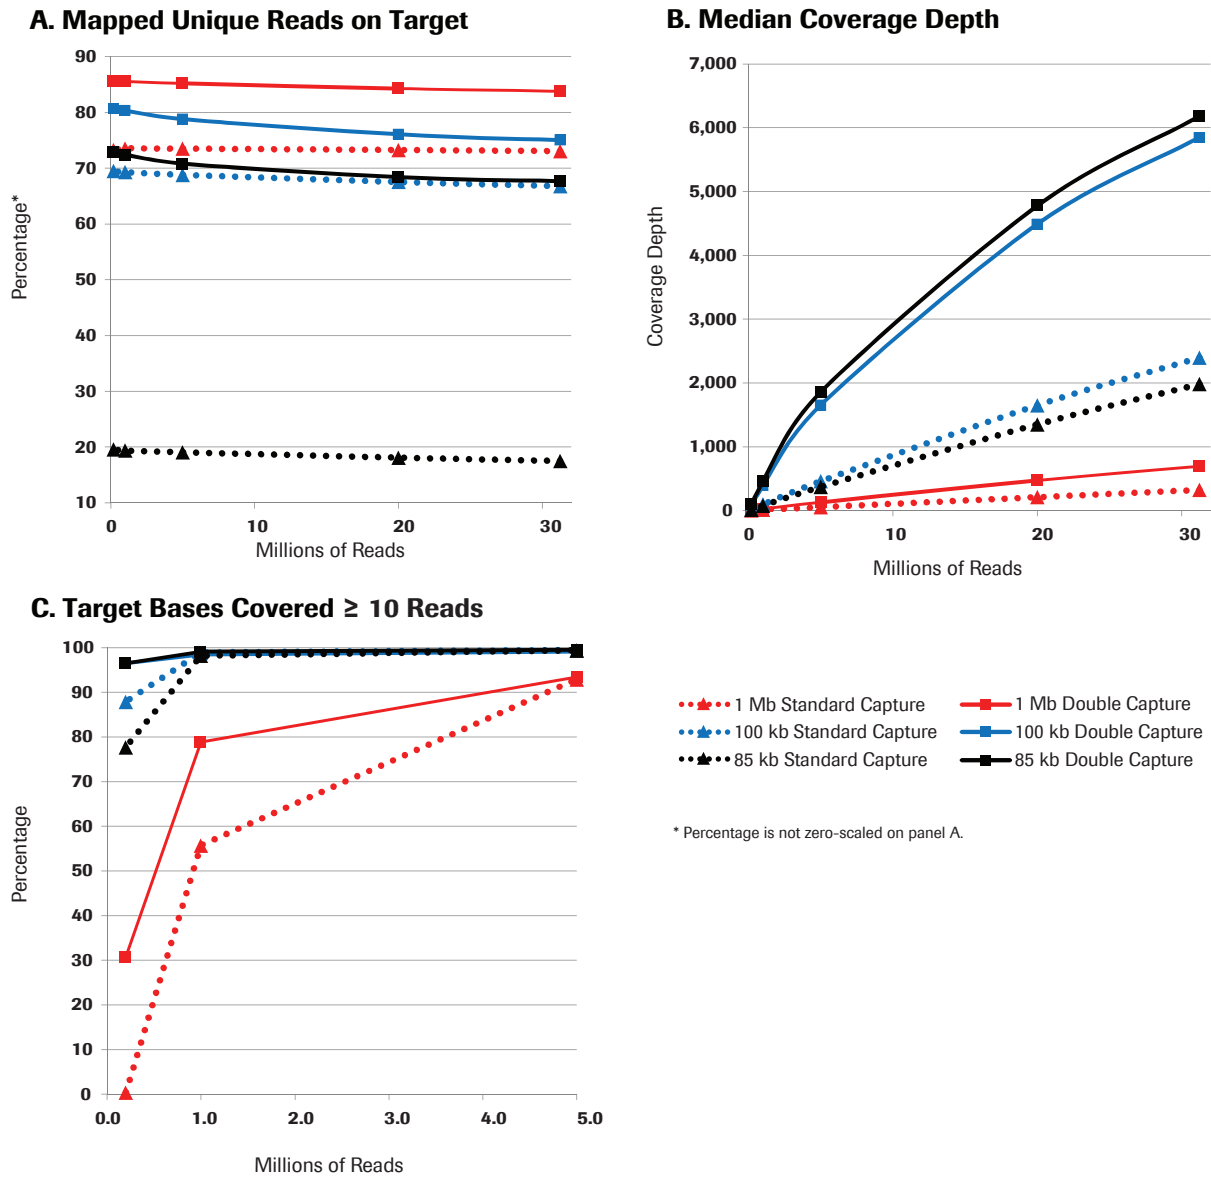 A. Mapped Unique Reads on Target
90
80
70
60
50
40
30
20
10
Percentage*
0 10 20 30
Millions of Reads
B. Median Coverage Depth
7,000
6,000
5,000
4,000
3,000
2,000
1,000
0
Coverage Depth
0 10 20 30
Millions of Reads
C. Target Bases Covered ≥ 10 Reads
100
90
80
70
60
50
40
30
20
10
0
Percentage
0.0 1.0 2.0 3.0 4.0 5.0
Millions of Reads
1 Mb Standard Capture 1 Mb Double Capture
100 kb Standard Capture 100 kb Double Capture
85 kb Standard Capture 85 kb Double Capture
* Percentage is not zero-scaled on panel A.